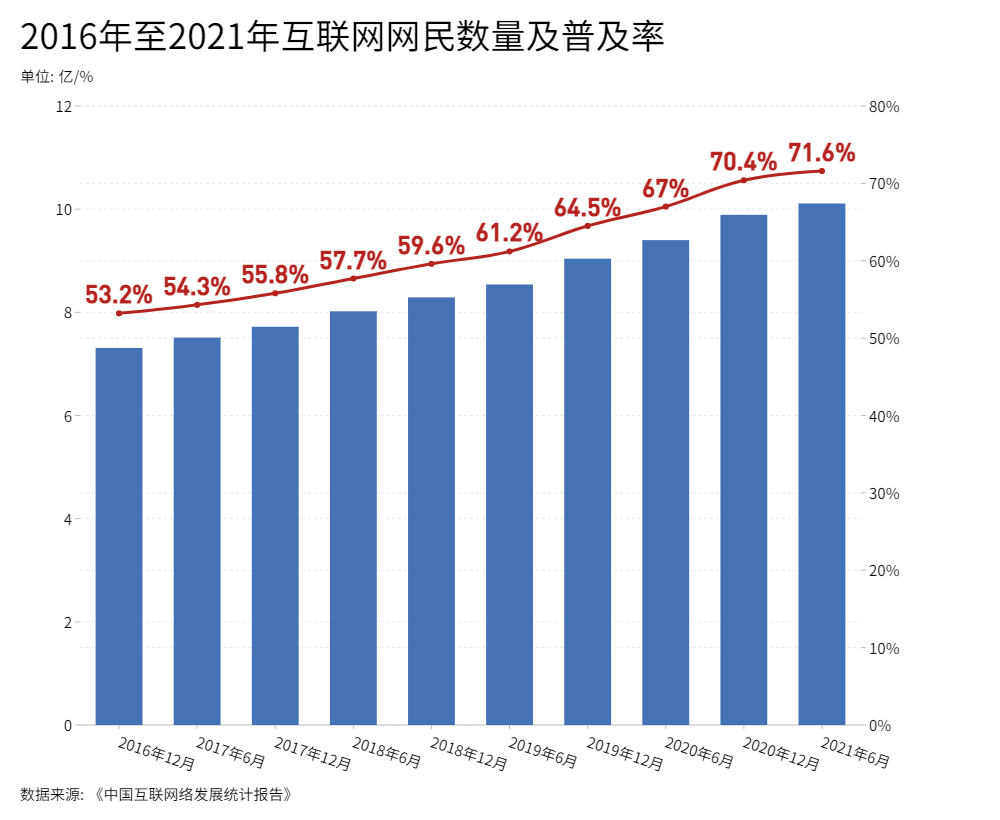 2016年至2021年互联网网民数量及普及率
单位: 亿/%
12
10
8
6
4
2
0
80%
70%
60%
50%
40%
30%
20%
10%
0%
53.2%
54.3%
55.8%
57.7%
59.6%
61.2%
64.5%
67%
70.4%
71.6%
2016年12月
2017年6月
2017年12月
2018年6月
2018年12月
2019年6月
2019年12月
2020年6月
2020年12月
2021年6月
数据来源: 《中国互联网络发展统计报告》